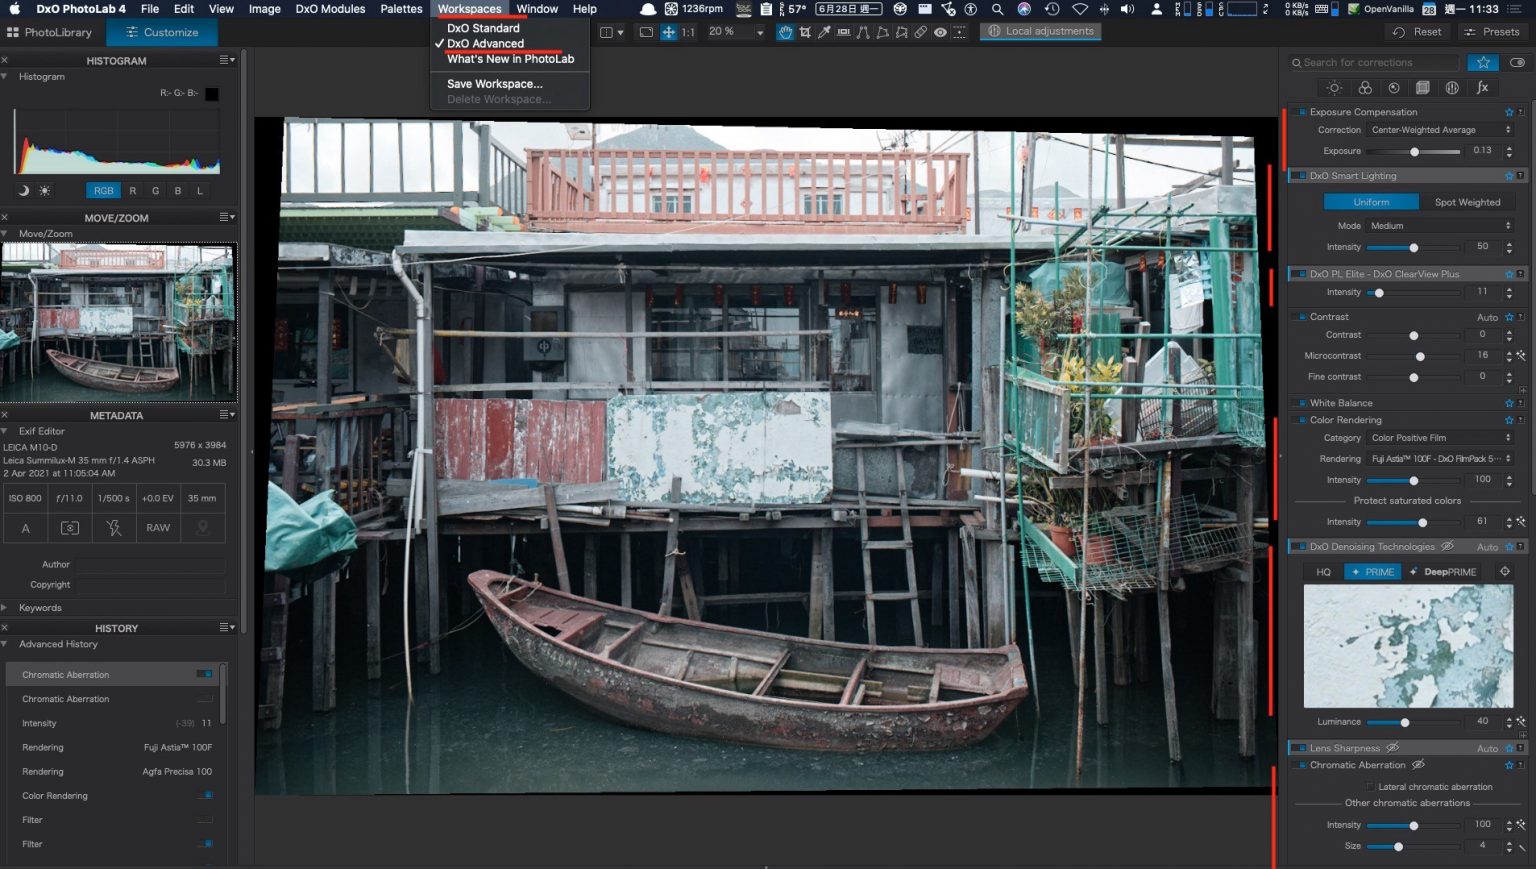 DxO PhotoLab 4 File Edit View Image DxO Modules Palettes Workspaces Window Help 1236rpm 57° 6月28日 週一 0 KB/s 0 KB/s OpenVanilla 28 週一 11:33
PhotoLibrary Customize
1:1 20 % Local adjustments Reset Presets
DxO Standard
✓ DxO Advanced
What's New in PhotoLab
Save Workspace...
Delete Workspace...
HISTOGRAM
Histogram
R:- G:- B:-
RGB R G B L
MOVE/ZOOM
Move/Zoom
METADATA
Exif Editor
LEICA M10-D 5976 x 3984
Leica Summilux-M 35 mm f/1.4 ASPH 30.3 MB
2 Apr 2021 at 11:05:04 AM
ISO 800 ƒ/11.0 1/500 s +0.0 EV 35 mm
A RAW
Author
Copyright
Keywords
HISTORY
Advanced History
Chromatic Aberration
Chromatic Aberration
Intensity (-39) 11
Rendering Fuji Astia™ 100F
Rendering Agfa Precisa 100
Color Rendering
Filter
Filter
Search for corrections
fx
Exposure Compensation
Correction Center-Weighted Average
Exposure 0.13
DxO Smart Lighting
Uniform Spot Weighted
Mode Medium
Intensity 50
DxO PL Elite - DxO ClearView Plus
Intensity 11
Contrast Auto
Contrast 0
Microcontrast 16
Fine contrast 0
White Balance
Color Rendering
Category Color Positive Film
Rendering Fuji Astia™ 100F - DxO FilmPack 5···
Intensity 100
Protect saturated colors
Intensity 61
DxO Denoising Technologies Auto
HQ PRIME DeepPRIME
Luminance 40
Lens Sharpness Auto
Chromatic Aberration
Lateral chromatic aberration
Other chromatic aberrations
Intensity 100
Size 4